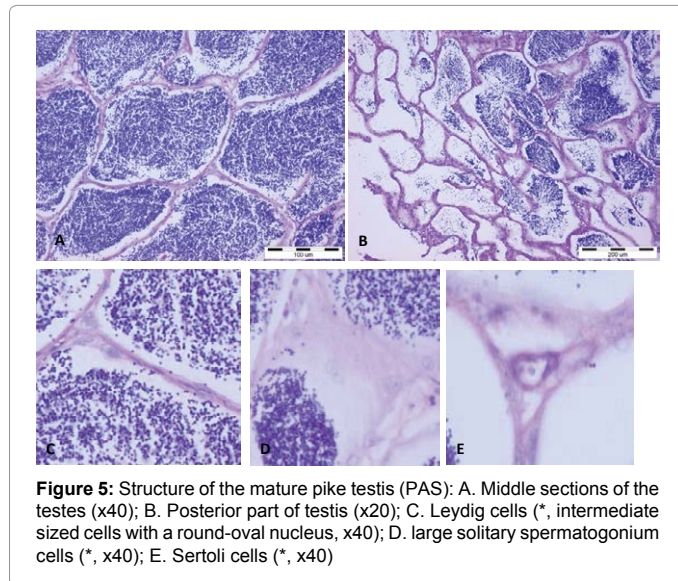 A
100 um
B
200 um
C
D
E
Figure 5: Structure of the mature pike testis (PAS): A. Middle sections of the
testes (x40); B. Posterior part of testis (x20); C. Leydig cells (*, intermediate
sized cells with a round-oval nucleus, x40); D. large solitary spermatogonium
cells (*, x40); E. Sertoli cells (*, x40)